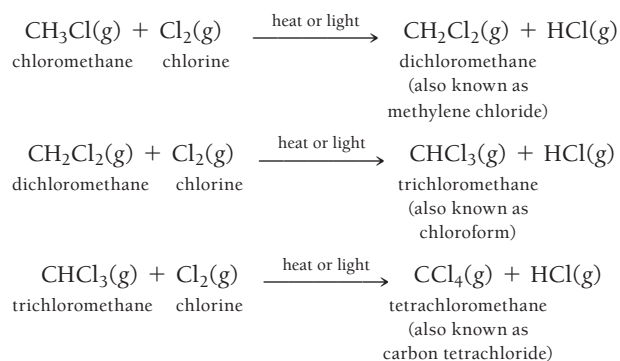 heat or light
CH₃Cl(g) + Cl₂(g) CH₂Cl₂(g) + HCl(g)
chloromethane chlorine dichloromethane
(also known as
methylene chloride)
heat or light
CH₂Cl₂(g) + Cl₂(g) CHCl₃(g) + HCl(g)
dichloromethane chlorine trichloromethane
(also known as
chloroform)
heat or light
CHCl₃(g) + Cl₂(g) CCl₄(g) + HCl(g)
trichloromethane chlorine tetrachloromethane
(also known as
carbon tetrachloride)